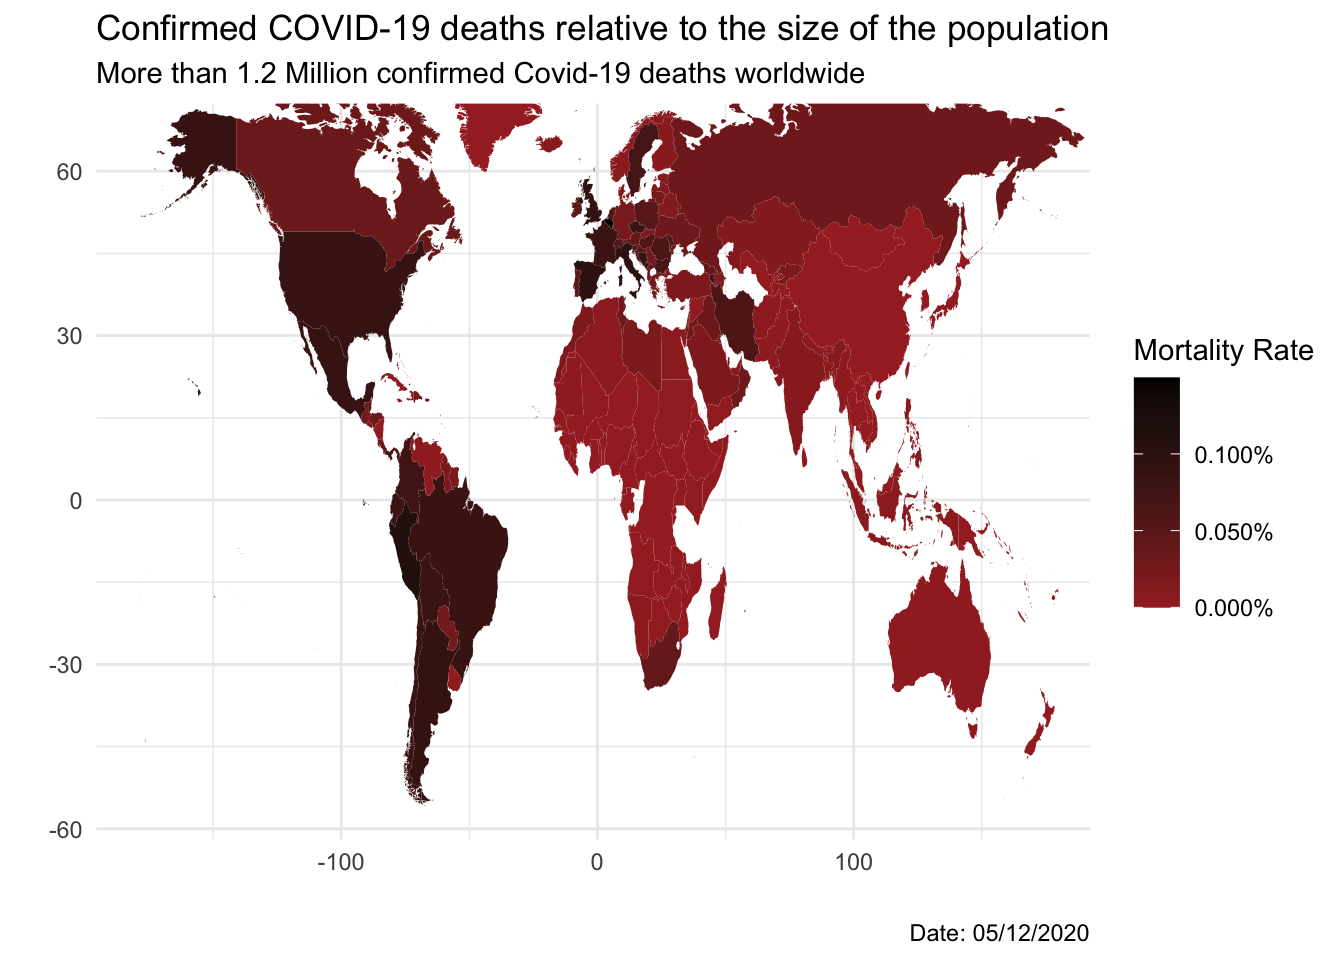 Confirmed COVID-19 deaths relative to the size of the population
More than 1.2 Million confirmed Covid-19 deaths worldwide
60
30
0
-30
-60
-100
0
100
Mortality Rate
0.100%
0.050%
0.000%
Date: 05/12/2020